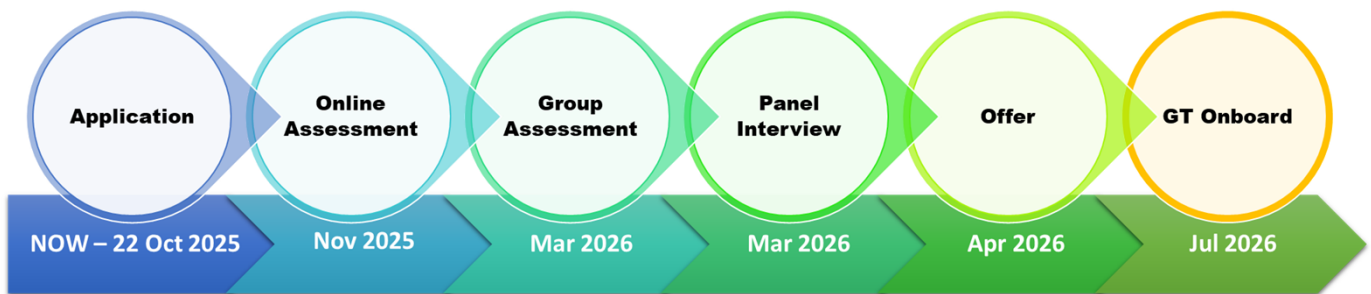 Application
Online
Assessment
Group
Assessment
Panel
Interview
Offer
GT Onboard
NOW – 22 Oct 2025
Nov 2025
Mar 2026
Mar 2026
Apr 2026
Jul 2026